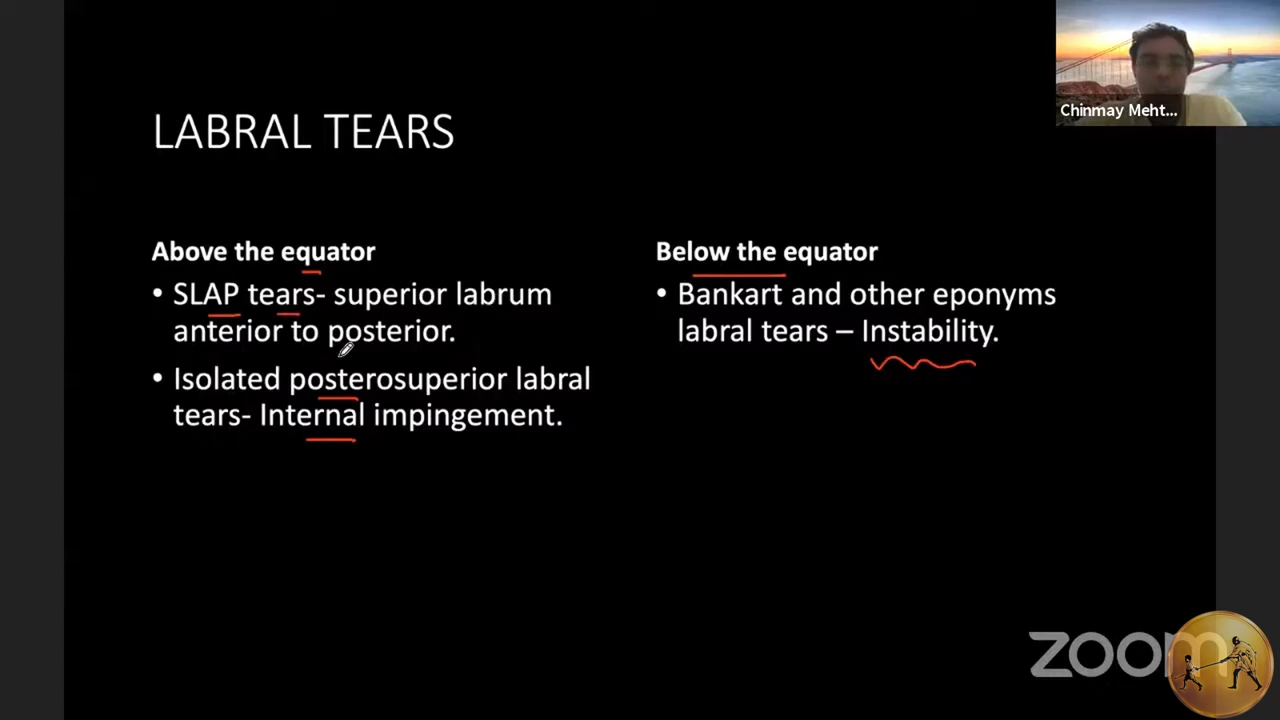 Chinmay Meht...
LABRAL TEARS
Above the equator
• SLAP tears- superior labrum
anterior to posterior.
• Isolated posterosuperior labral
tears- Internal impingement.
Below the equator
• Bankart and other eponyms
labral tears – Instability.
zoom